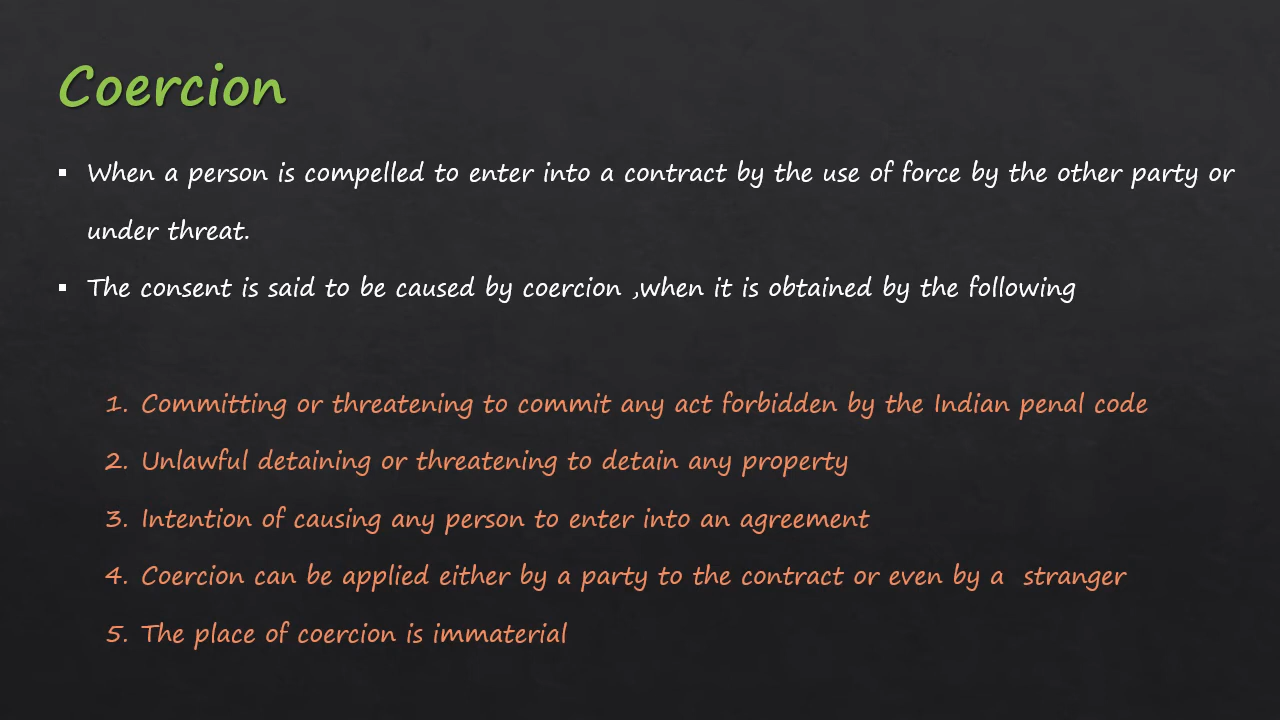 Coercion
▪ When a person is compelled to enter into a contract by the use of force by the other party or
under threat.
▪ The consent is said to be caused by coercion ,when it is obtained by the following
1. Committing or threatening to commit any act forbidden by the Indian penal code
2. Unlawful detaining or threatening to detain any property
3. Intention of causing any person to enter into an agreement
4. Coercion can be applied either by a party to the contract or even by a  stranger
5. The place of coercion is immaterial